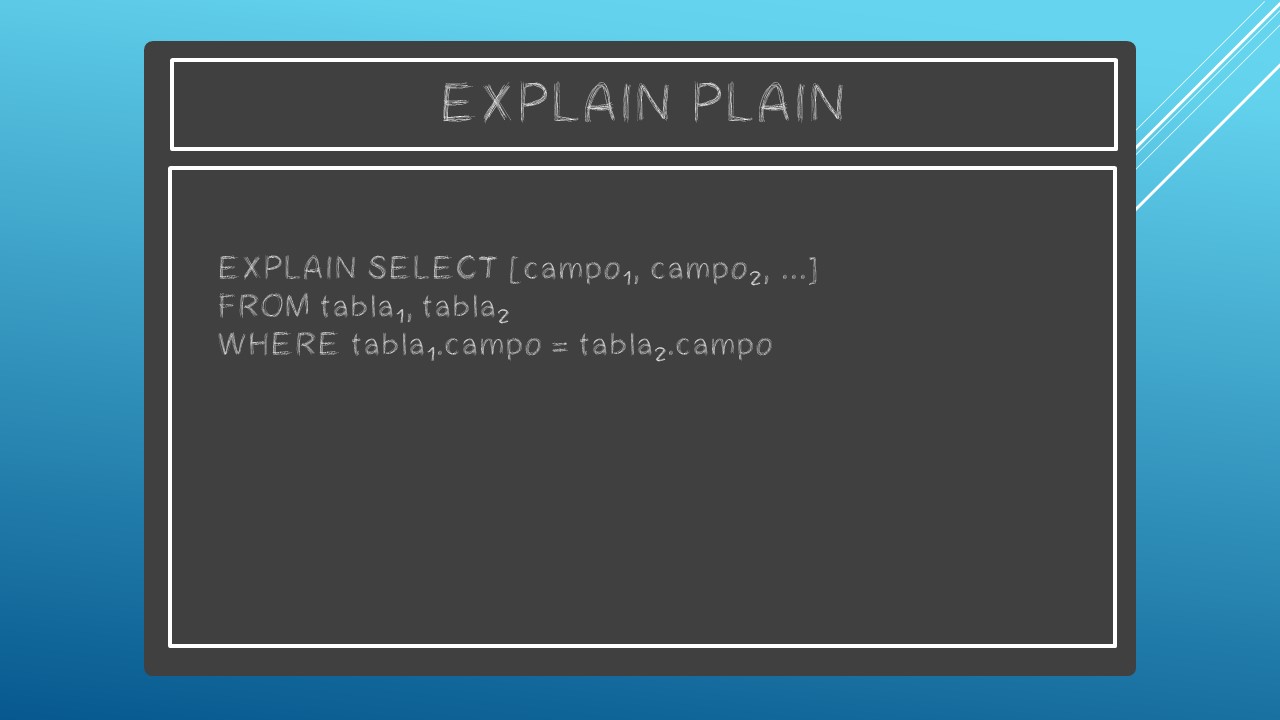 EXPLAIN PLAIN
EXPLAIN SELECT [campo₁, campo₂, ...]
FROM tabla₁, tabla₂
WHERE tabla₁.campo = tabla₂.campo